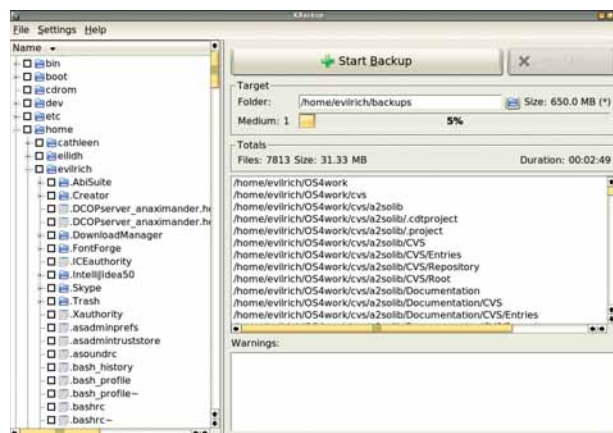 KBackup
File Settings Help
Name
bin
boot
cdrom
dev
etc
home
cathleen
eilidh
evilrich
.AbiSuite
.Creator
.DCOPserver_anaximander.h
.DCOPserver_anaximander.h
.DownloadManager
.FontForge
.ICEauthority
.IntelliJIdea50
.Skype
.Trash
.Xauthority
.asadminprefs
.asadmintruststore
.asoundrc
.bash_history
.bash_profile
.bash_profile~
.bashrc
.bashrc~
Start Backup
Target
Folder: /home/evilrich/backups Size: 650.0 MB (*)
Medium: 1 5%
Totals
Files: 7813 Size: 31.33 MB Duration: 00:02:49
/home/evilrich/OS4work
/home/evilrich/OS4work/cvs
/home/evilrich/OS4work/cvs/a2solib
/home/evilrich/OS4work/cvs/a2solib/.cdtproject
/home/evilrich/OS4work/cvs/a2solib/.project
/home/evilrich/OS4work/cvs/a2solib/CVS
/home/evilrich/OS4work/cvs/a2solib/CVS/Entries
/home/evilrich/OS4work/cvs/a2solib/CVS/Repository
/home/evilrich/OS4work/cvs/a2solib/CVS/Root
/home/evilrich/OS4work/cvs/a2solib/Documentation
/home/evilrich/OS4work/cvs/a2solib/Documentation/CVS
/home/evilrich/OS4work/cvs/a2solib/Documentation/CVS/Entries
Warnings: